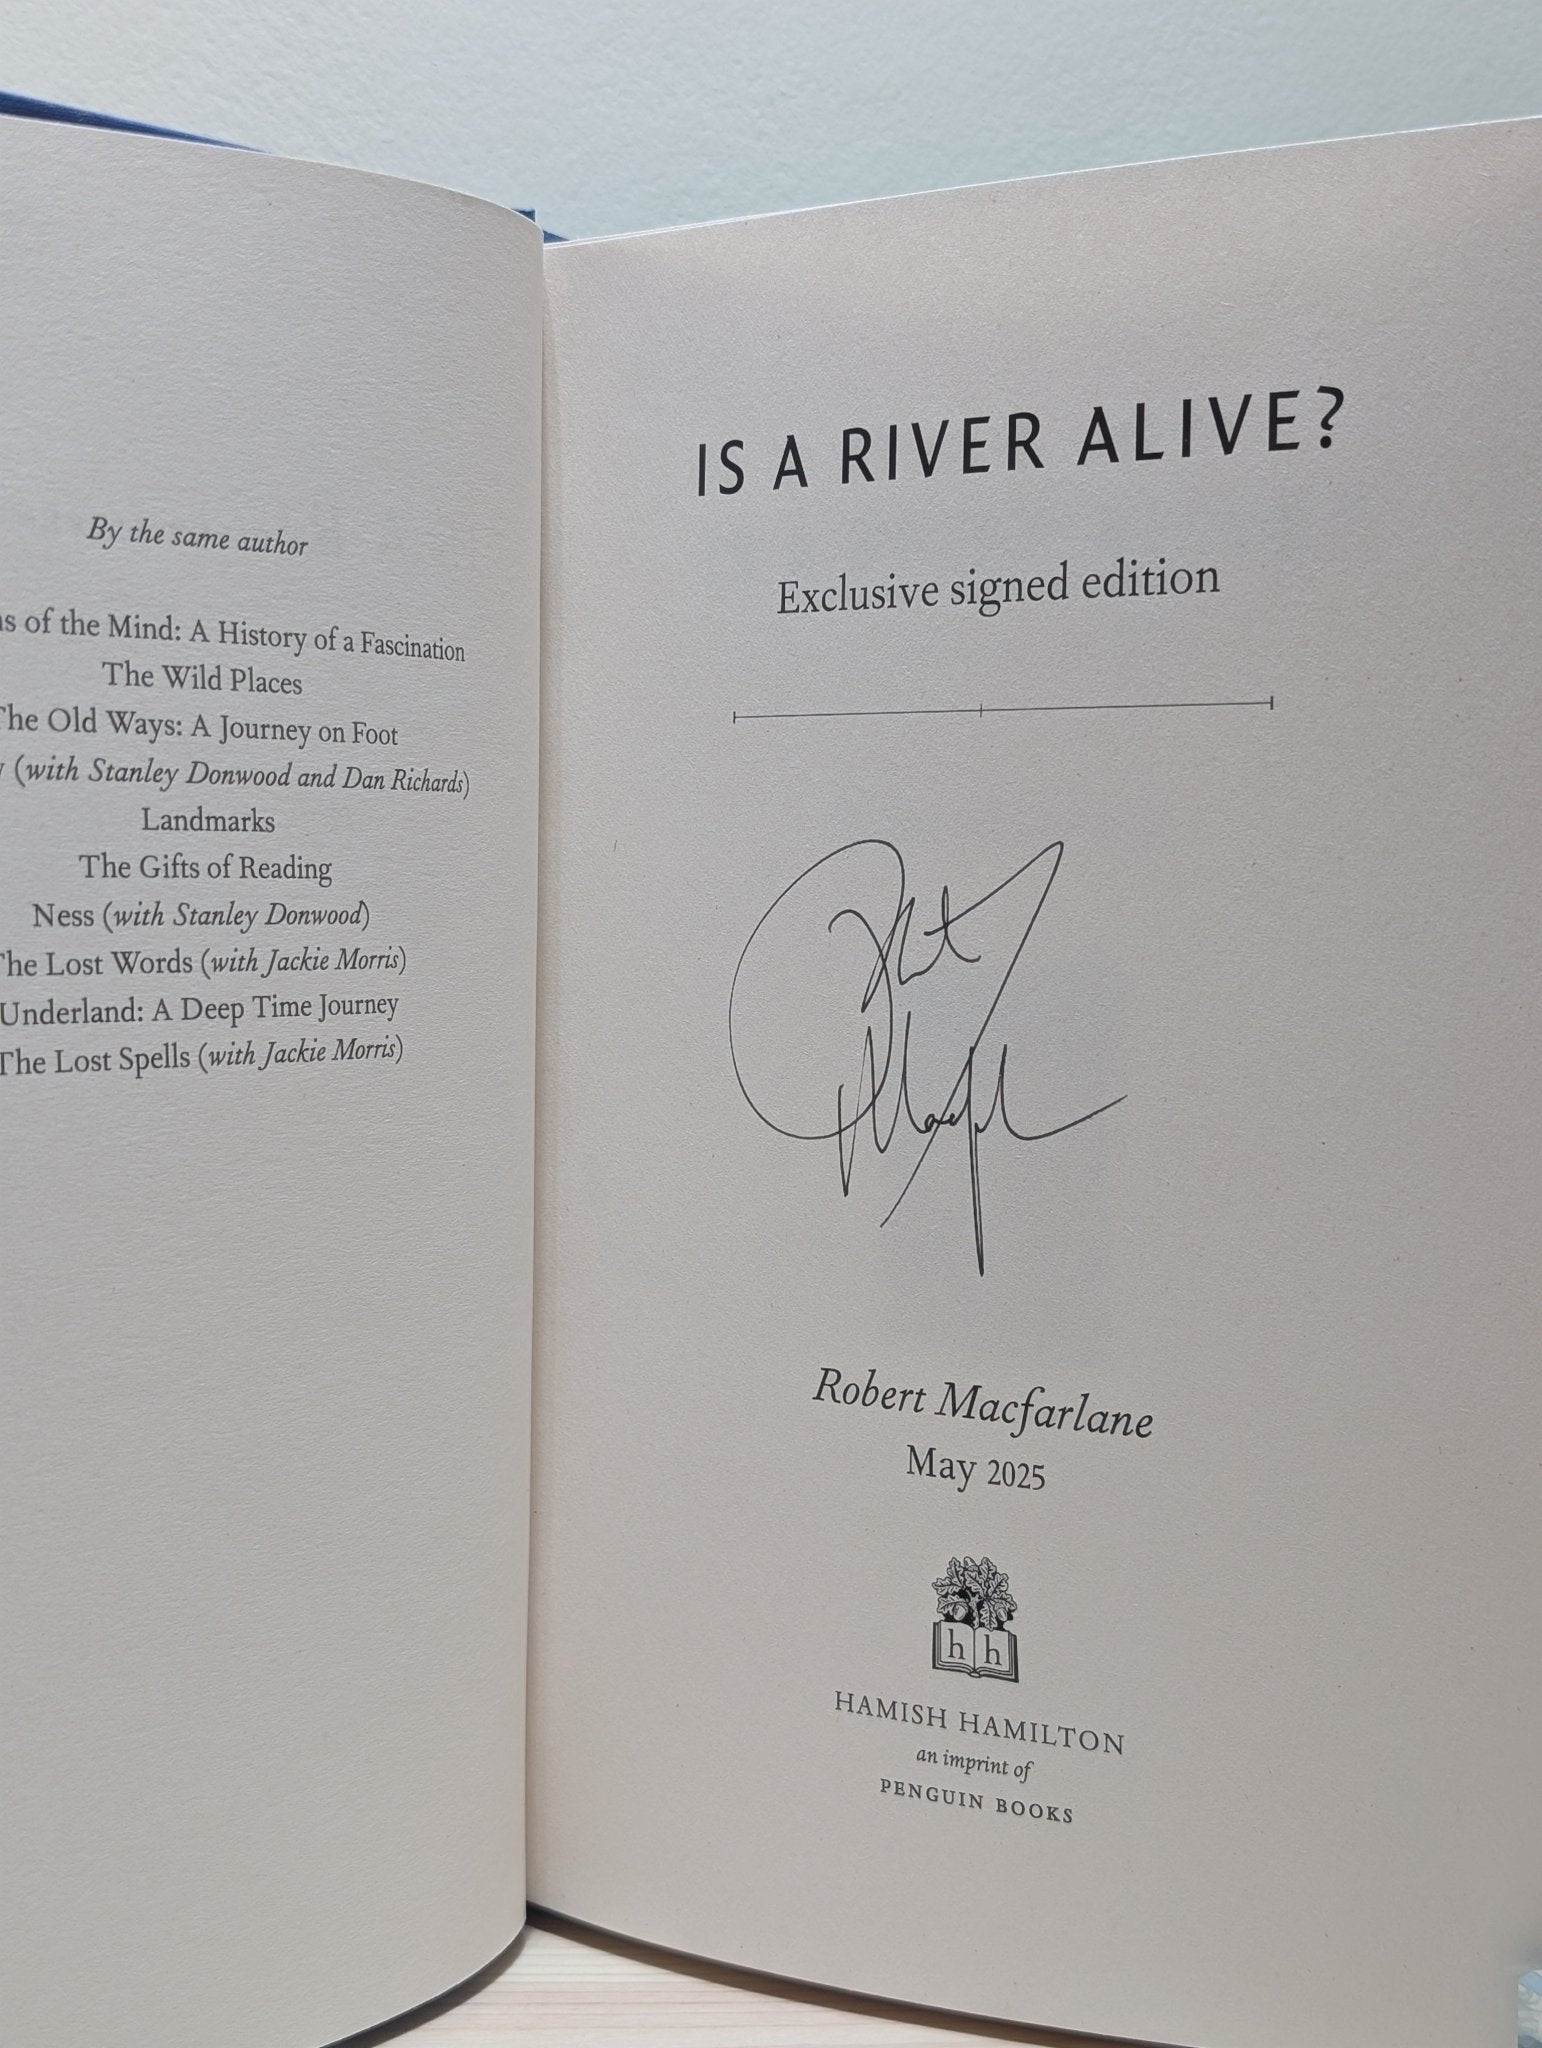 By the same author
of the Mind: A History of a Fascination
The Wild Places
The Old Ways: A Journey on Foot
(with Stanley Donwood and Dan Richards)
Landmarks
The Gifts of Reading
Ness (with Stanley Donwood)
The Lost Words (with Jackie Morris)
Underland: A Deep Time Journey
The Lost Spells (with Jackie Morris)
IS A RIVER ALIVE?
Exclusive signed edition
Robert Macfarlane
May 2025
h h
HAMISH HAMILTON
an imprint of
PENGUIN BOOKS